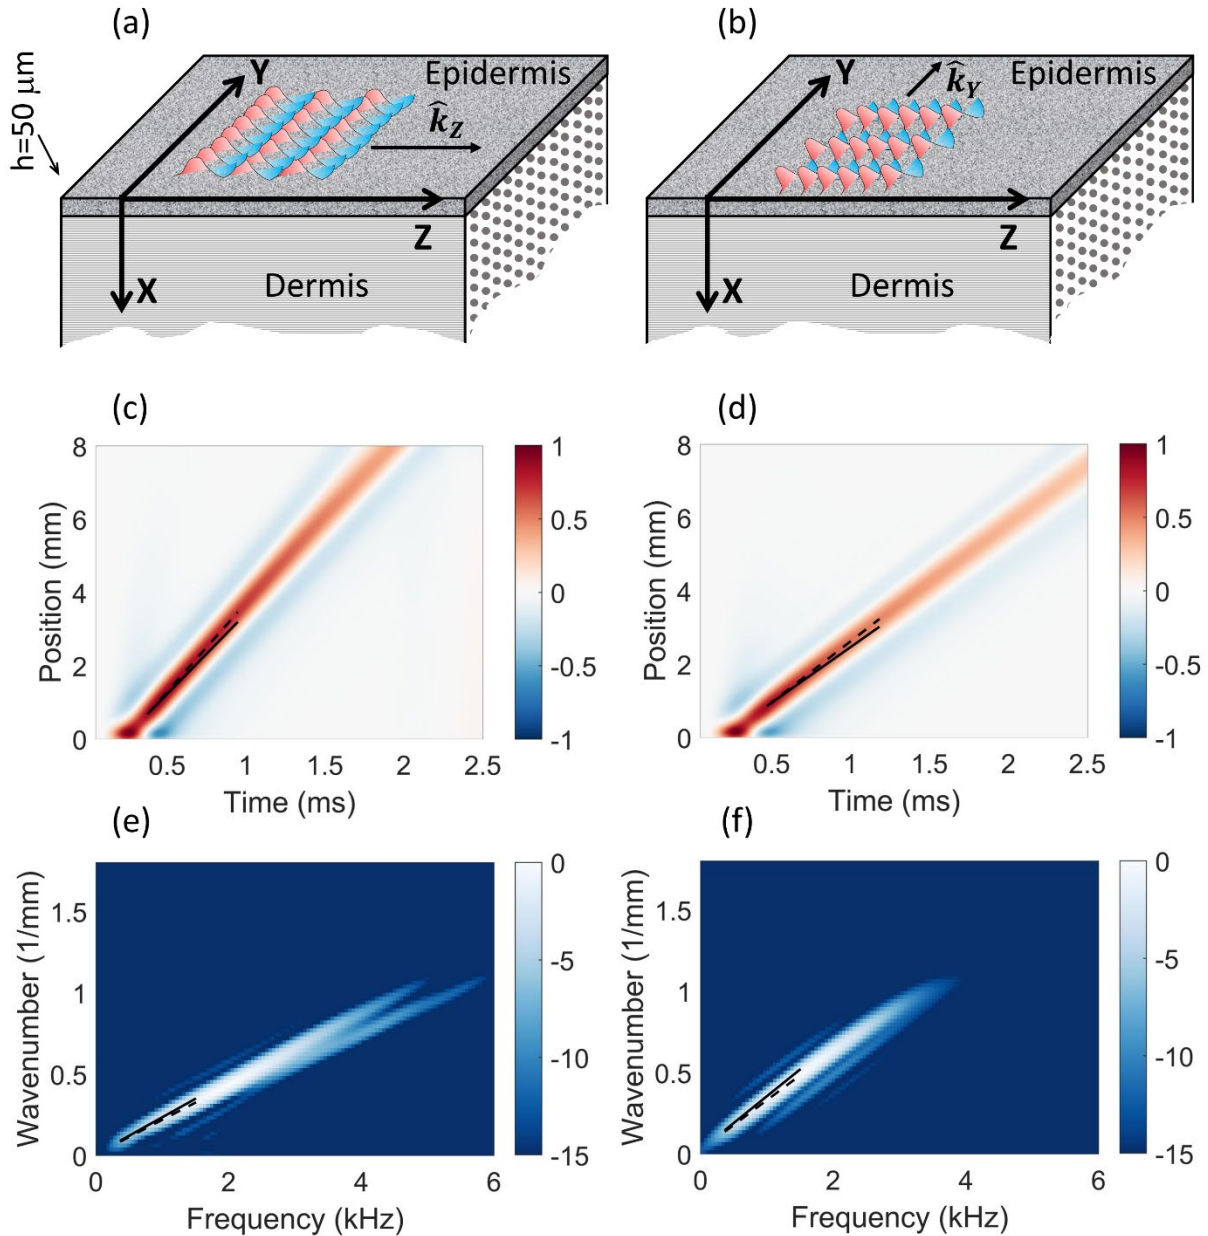 (a)
(b)
h=50 μm
Y
Epidermis
k̂_Z
Z
X
Dermis
Y
Epidermis
k̂_Y
Z
X
Dermis
(c)
(d)
8
6
4
2
0
Position (mm)
0.5
1
1.5
2
2.5
Time (ms)
1
0.5
0
-0.5
-1
8
6
4
2
0
Position (mm)
0.5
1
1.5
2
2.5
Time (ms)
1
0.5
0
-0.5
-1
(e)
(f)
1.5
1
0.5
0
Wavenumber (1/mm)
0
2
4
6
Frequency (kHz)
0
-5
-10
-15
1.5
1
0.5
0
Wavenumber (1/mm)
0
2
4
6
Frequency (kHz)
0
-5
-10
-15